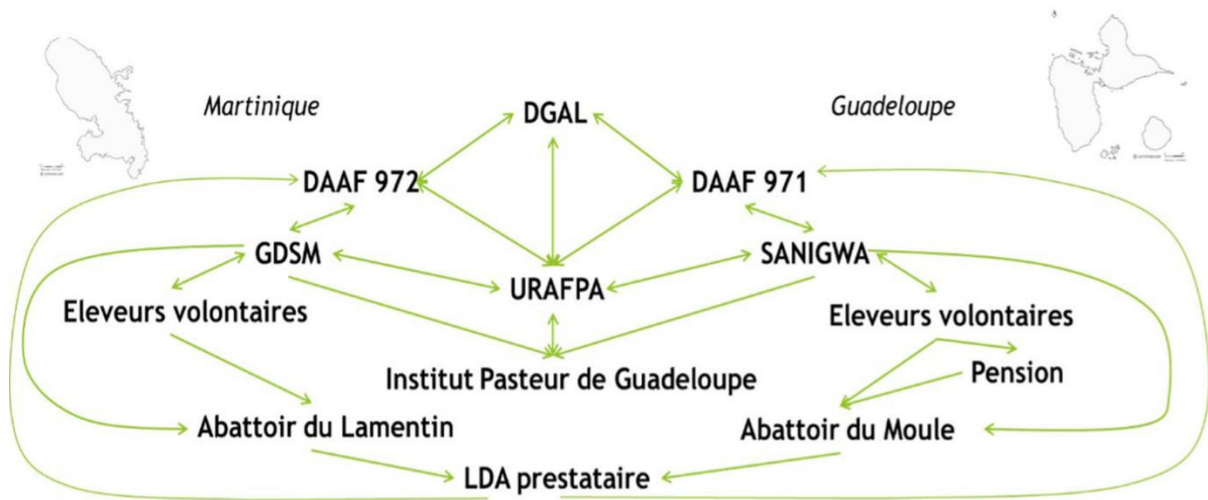 Martinique
DGAL
Guadeloupe
DAAF 972
DAAF 971
GDSM
SANIGWA
URAFPA
Eleveurs volontaires
Eleveurs volontaires
Institut Pasteur de Guadeloupe
Pension
Abattoir du Lamentin
Abattoir du Moule
LDA prestataire